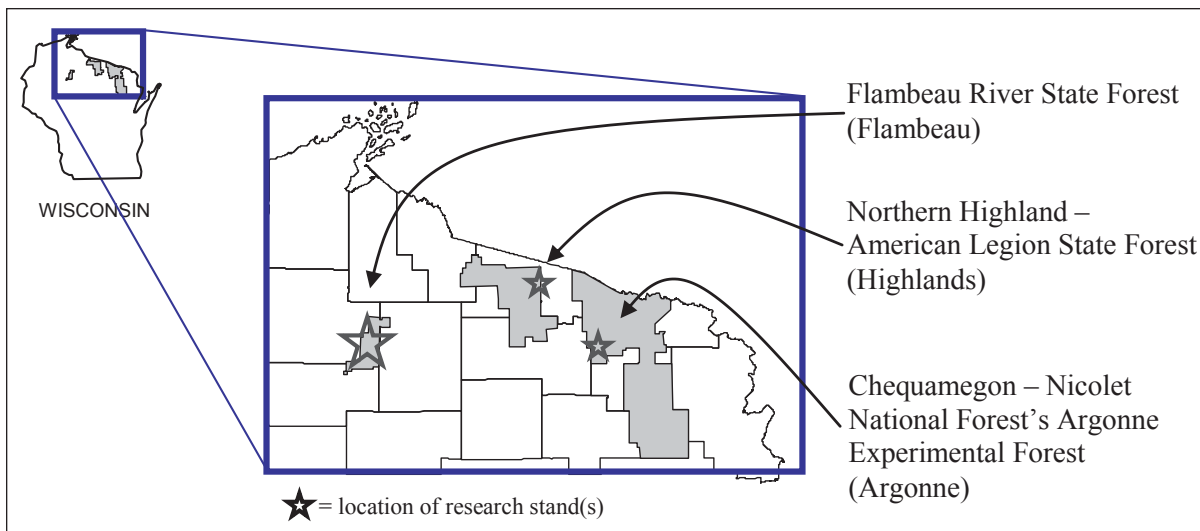 WISCONSIN
Flambeau River State Forest
(Flambeau)
Northern Highland –
American Legion State Forest
(Highlands)
Chequamegon – Nicolet
National Forest's Argonne
Experimental Forest
(Argonne)
= location of research stand(s)